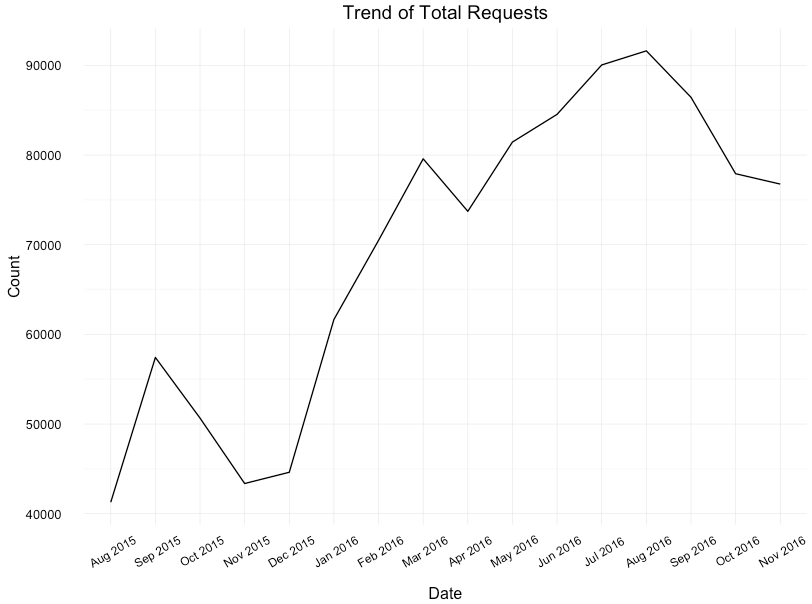 Trend of Total Requests
Count
90000
80000
70000
60000
50000
40000
Aug 2015
Sep 2015
Oct 2015
Nov 2015
Dec 2015
Jan 2016
Feb 2016
Mar 2016
Apr 2016
May 2016
Jun 2016
Jul 2016
Aug 2016
Sep 2016
Oct 2016
Nov 2016
Date